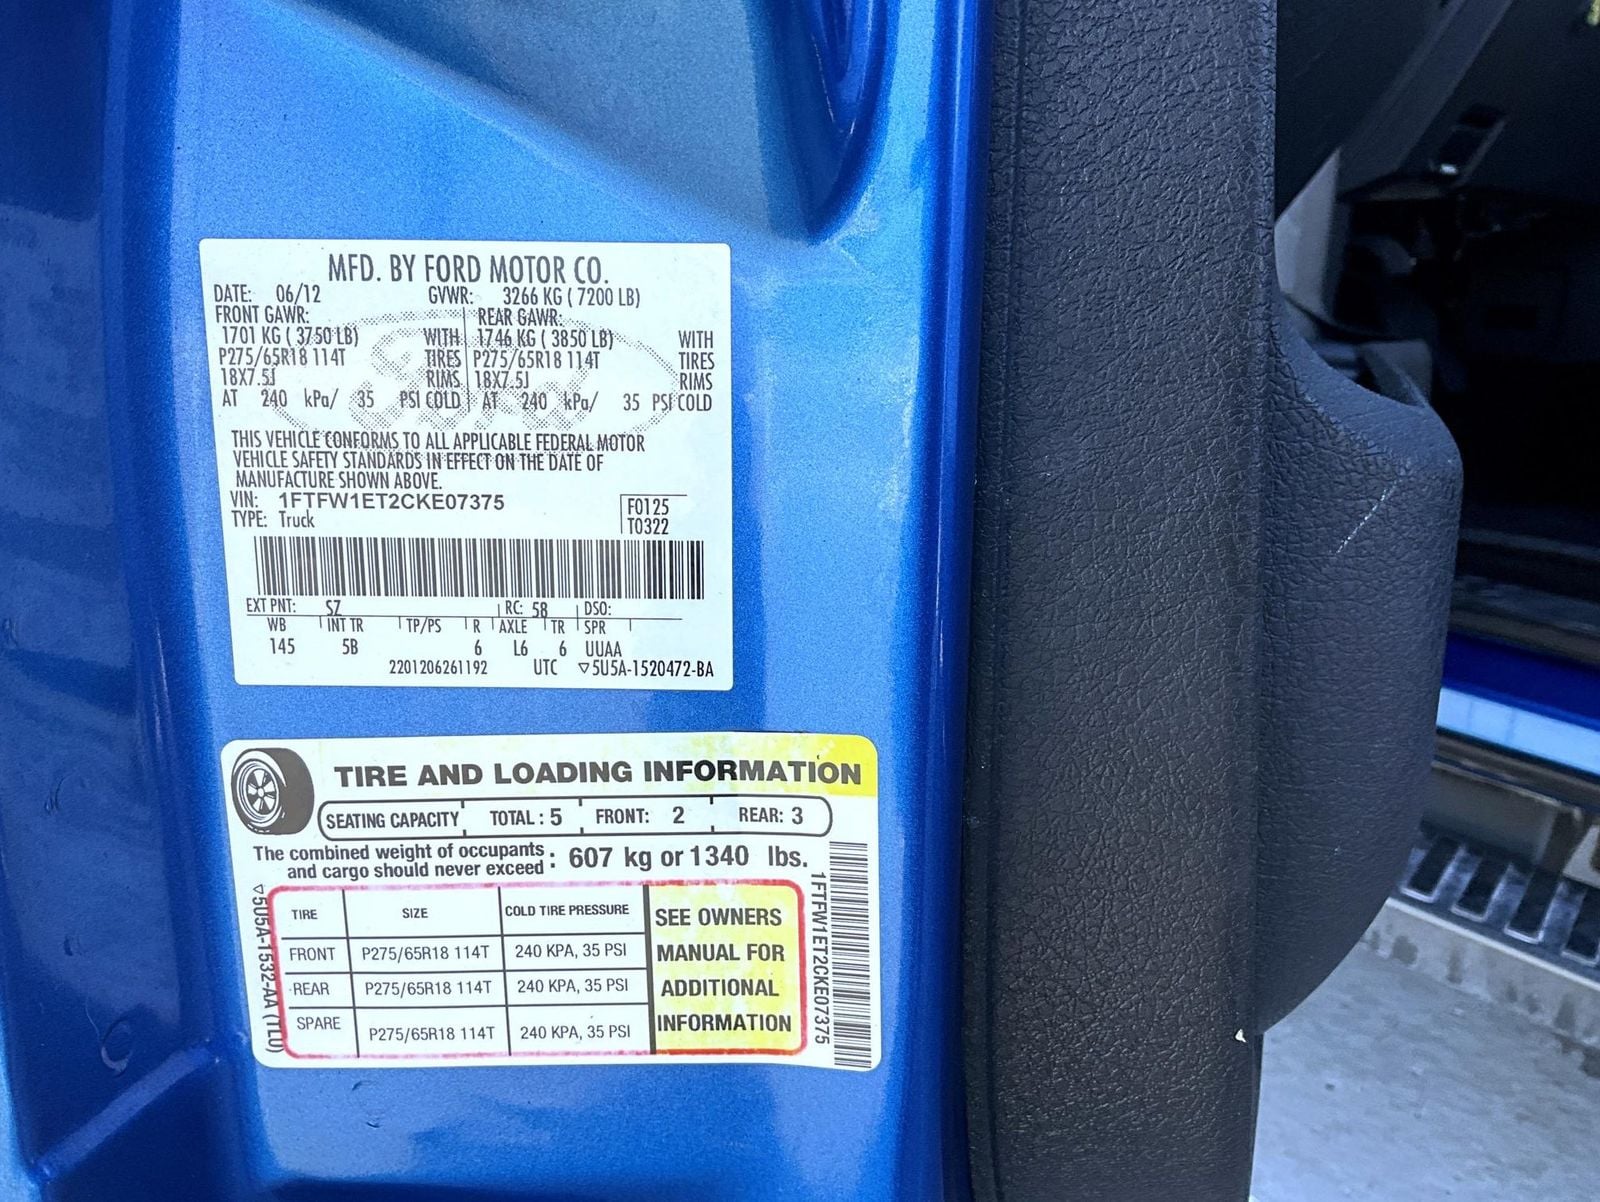 MFD. BY FORD MOTOR CO.
DATE: 06/12 GVWR: 3266 KG ( 7200 LB)
FRONT GAWR: REAR GAWR:
1701 KG ( 3750 LB) WITH 1746 KG ( 3850 LB) WITH
P275/65R18 114T TIRES P275/65R18 114T TIRES
18X7.5J RIMS 18X7.5J RIMS
AT 240 kPa/ 35 PSI COLD AT 240 kPa/ 35 PSI COLD
THIS VEHICLE CONFORMS TO ALL APPLICABLE FEDERAL MOTOR
VEHICLE SAFETY STANDARDS IN EFFECT ON THE DATE OF
MANUFACTURE SHOWN ABOVE.
VIN: 1FTFW1ET2CKE07375 F0125
TYPE: Truck T0322
EXT PNT: SZ RC: 58 DSO:
WB INT TR TP/PS R AXLE TR SPR
145 5B 6 L6 6 UUAA
2201206261192 UTC ▽5U5A-1520472-BA
TIRE AND LOADING INFORMATION
SEATING CAPACITY TOTAL : 5 FRONT: 2 REAR: 3
The combined weight of occupants
and cargo should never exceed : 607 kg or 1340 lbs.
TIRE SIZE COLD TIRE PRESSURE
FRONT P275/65R18 114T 240 KPA, 35 PSI
REAR P275/65R18 114T 240 KPA, 35 PSI
SPARE P275/65R18 114T 240 KPA, 35 PSI
SEE OWNERS
MANUAL FOR
ADDITIONAL
INFORMATION
▽5U5A-1532-AA (TL0)
1FTFW1ET2CKE07375